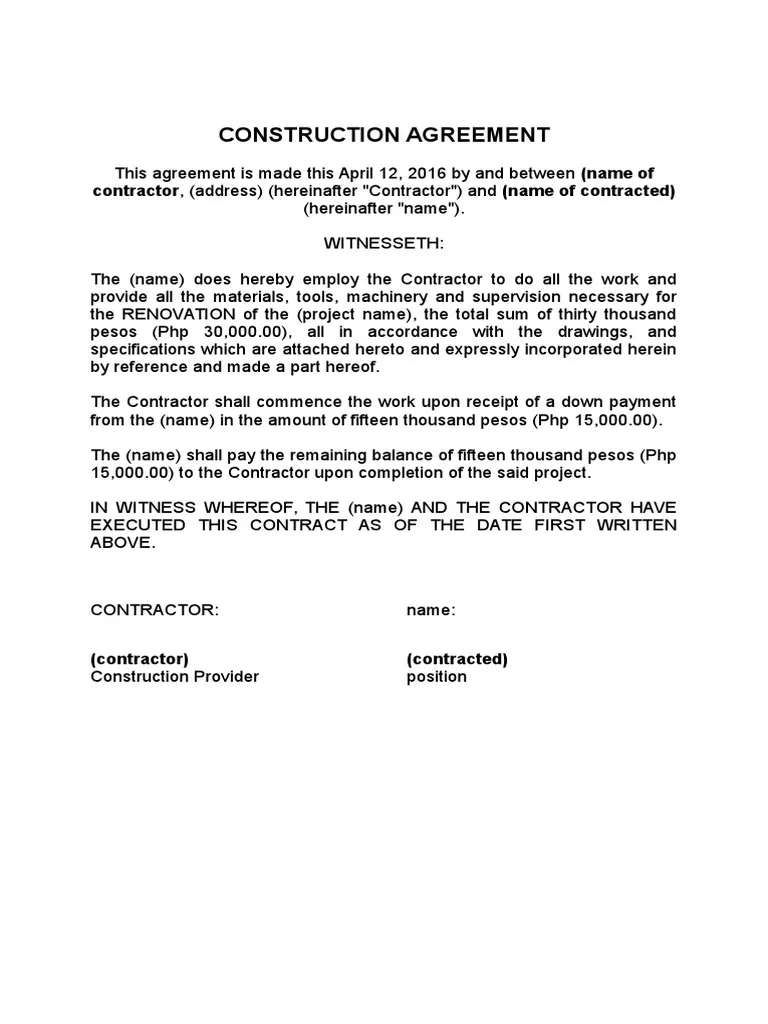 CONSTRUCTION AGREEMENT
This agreement is made this April 12, 2016 by and between (name of
contractor, (address) (hereinafter "Contractor") and (name of contracted)
(hereinafter "name").
WITNESSETH:
The (name) does hereby employ the Contractor to do all the work and
provide all the materials, tools, machinery and supervision necessary for
the RENOVATION of the (project name), the total sum of thirty thousand
pesos (Php 30,000.00), all in accordance with the drawings, and
specifications which are attached hereto and expressly incorporated herein
by reference and made a part hereof.
The Contractor shall commence the work upon receipt of a down payment
from the (name) in the amount of fifteen thousand pesos (Php 15,000.00).
The (name) shall pay the remaining balance of fifteen thousand pesos (Php
15,000.00) to the Contractor upon completion of the said project.
IN WITNESS WHEREOF, THE (name) AND THE CONTRACTOR HAVE
EXECUTED THIS CONTRACT AS OF THE DATE FIRST WRITTEN
ABOVE.
CONTRACTOR: name:
(contractor) (contracted)
Construction Provider position